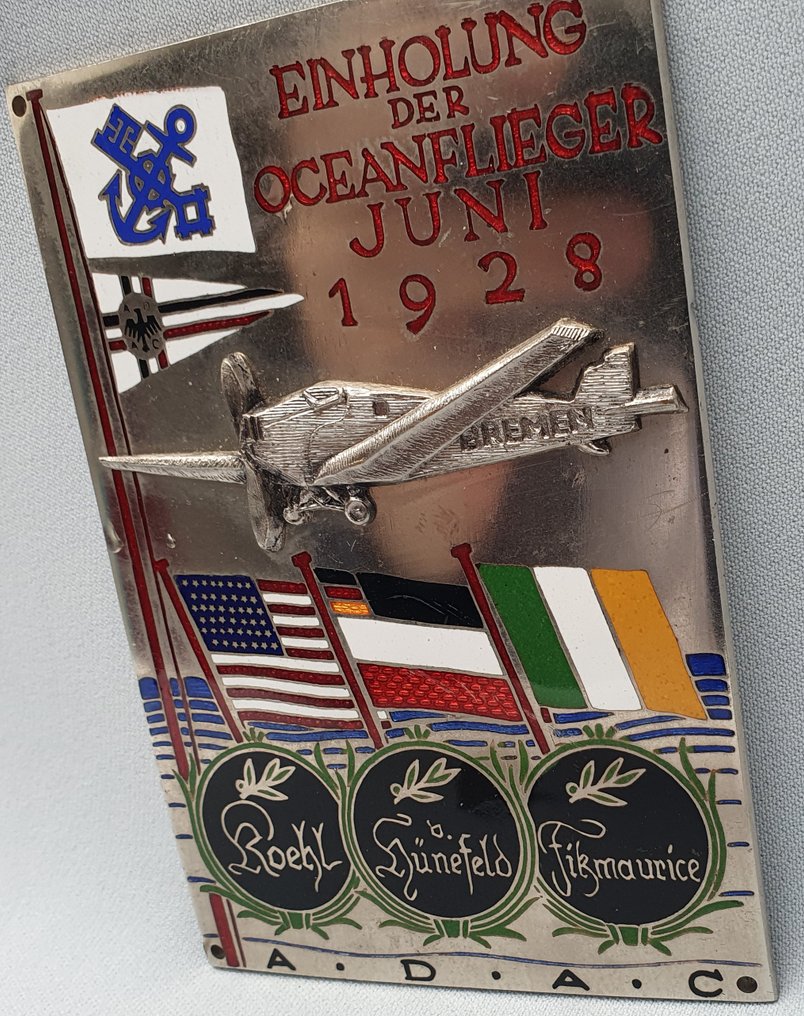 EINHOLUNG
DER
OCEANFLIEGER
JUNI
1928
A D A C
BREMEN
Koehl
v. Hünefeld
Fitzmaurice
A · D · A · C